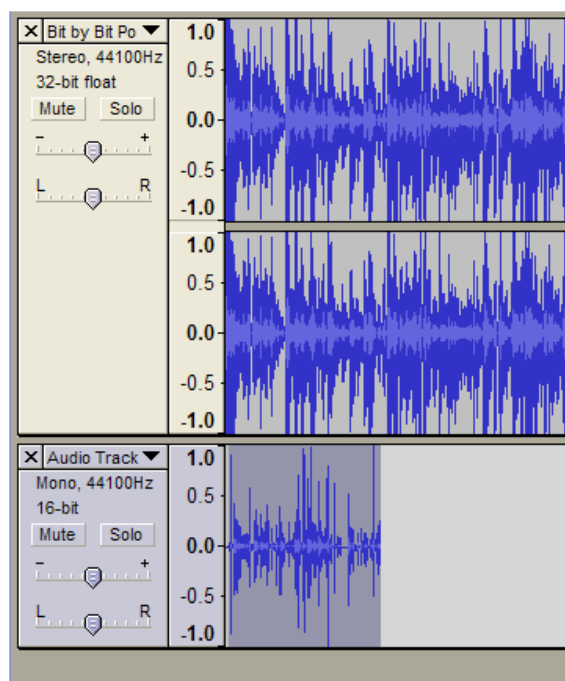 Bit by Bit Po
Stereo, 44100Hz
32-bit float
Mute Solo
- +
L R
1.0
0.5
0.0
-0.5
-1.0
1.0
0.5
0.0
-0.5
-1.0
Audio Track
Mono, 44100Hz
16-bit
Mute Solo
- +
L R
1.0
0.5
0.0
-0.5
-1.0